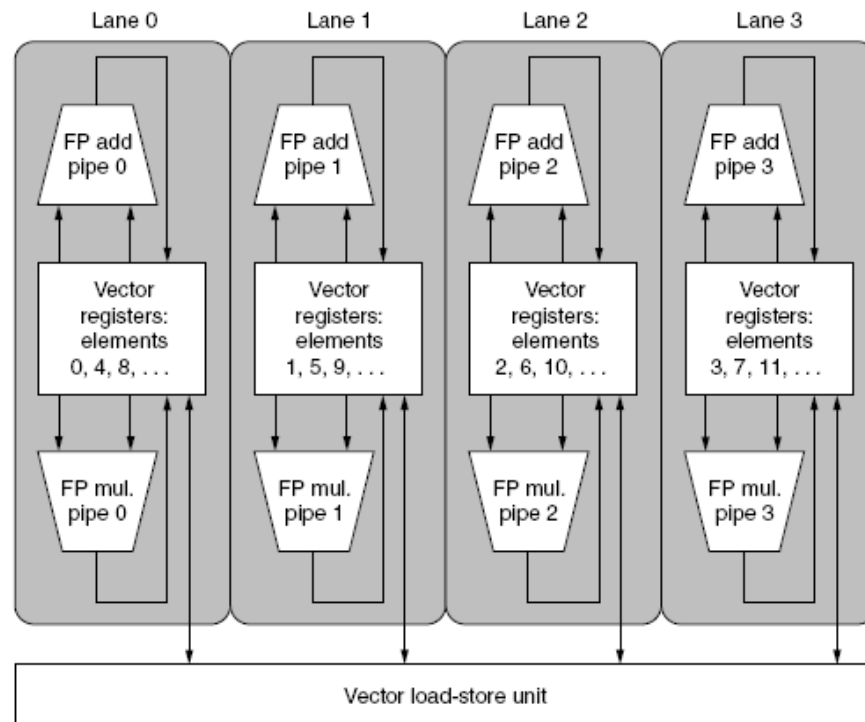 Lane 0
Lane 1
Lane 2
Lane 3
FP add
pipe 0
FP add
pipe 1
FP add
pipe 2
FP add
pipe 3
Vector
registers:
elements
0, 4, 8, . . .
Vector
registers:
elements
1, 5, 9, . . .
Vector
registers:
elements
2, 6, 10, . . .
Vector
registers:
elements
3, 7, 11, . . .
FP mul.
pipe 0
FP mul.
pipe 1
FP mul.
pipe 2
FP mul.
pipe 3
Vector load-store unit